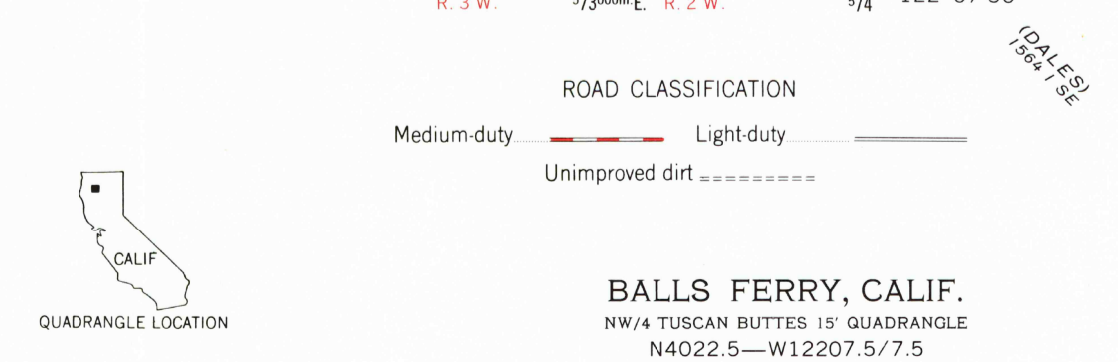 R. 3 W. 573000m.E. R. 2 W. 574
(DALES)
1564 I SE
ROAD CLASSIFICATION
Medium-duty Light-duty
Unimproved dirt
CALIF
QUADRANGLE LOCATION
BALLS FERRY, CALIF.
NW/4 TUSCAN BUTTES 15' QUADRANGLE
N4022.5—W12207.5/7.5